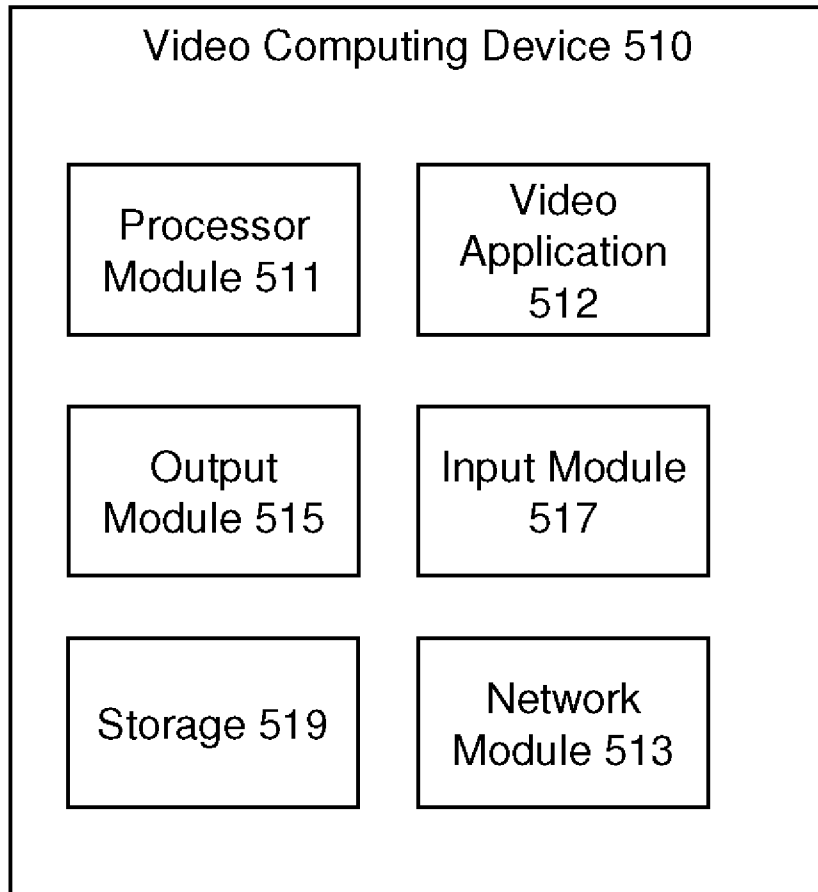 Video Computing Device 510
Processor
Module 511
Video
Application
512
Output
Module 515
Input Module
517
Storage 519
Network
Module 513